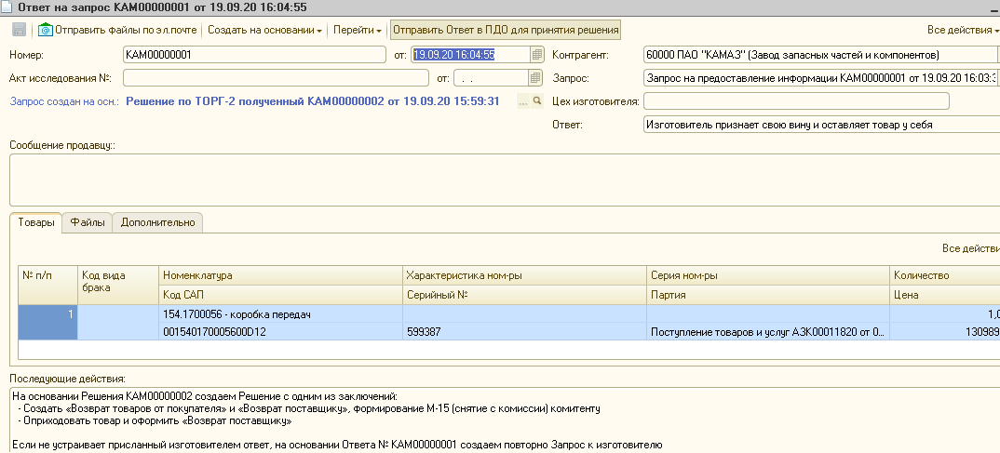 Ответ на запрос КАМ00000001 от 19.09.20 16:04:55
Отправить файлы по эл.почте Создать на основании Перейти Отправить Ответ в ПДО для принятия решения Все действия
Номер: КАМ00000001 от: 19.09.20 16:04:55 Контрагент: 60000 ПАО "КАМАЗ" (Завод запасных частей и компонентов)
Акт исследования №: от: . . Запрос: Запрос на предоставление информации КАМ00000001 от 19.09.20 16:03:
Запрос создан на осн.: Решение по ТОРГ-2 полученный КАМ00000002 от 19.09.20 15:59:31 ... Цех изготовителя:
Ответ: Изготовитель признает свою вину и оставляет товар у себя
Сообщение продавцу::
Товары Файлы Дополнительно
Все действи
№ п/п Код вида брака Номенклатура Характеристика ном-ры Серия ном-ры Количество
Код САП Серийный № Партия Цена
1 154.1700056 - коробка передач 1,0
001540170005600D12 599387 Поступление товаров и услуг АЗК00011820 от 0... 130989
Последующие действия:
На основании Решения КАМ00000002 создаем Решение с одним из заключений:
- Создать «Возврат товаров от покупателя» и «Возврат поставщику», формирование М-15 (снятие с комиссии) комитенту
- Оприходовать товар и оформить «Возврат поставщику»
Если не устраивает присланный изготовителем ответ, на основании Ответа № КАМ00000001 создаем повторно Запрос к изготовителю